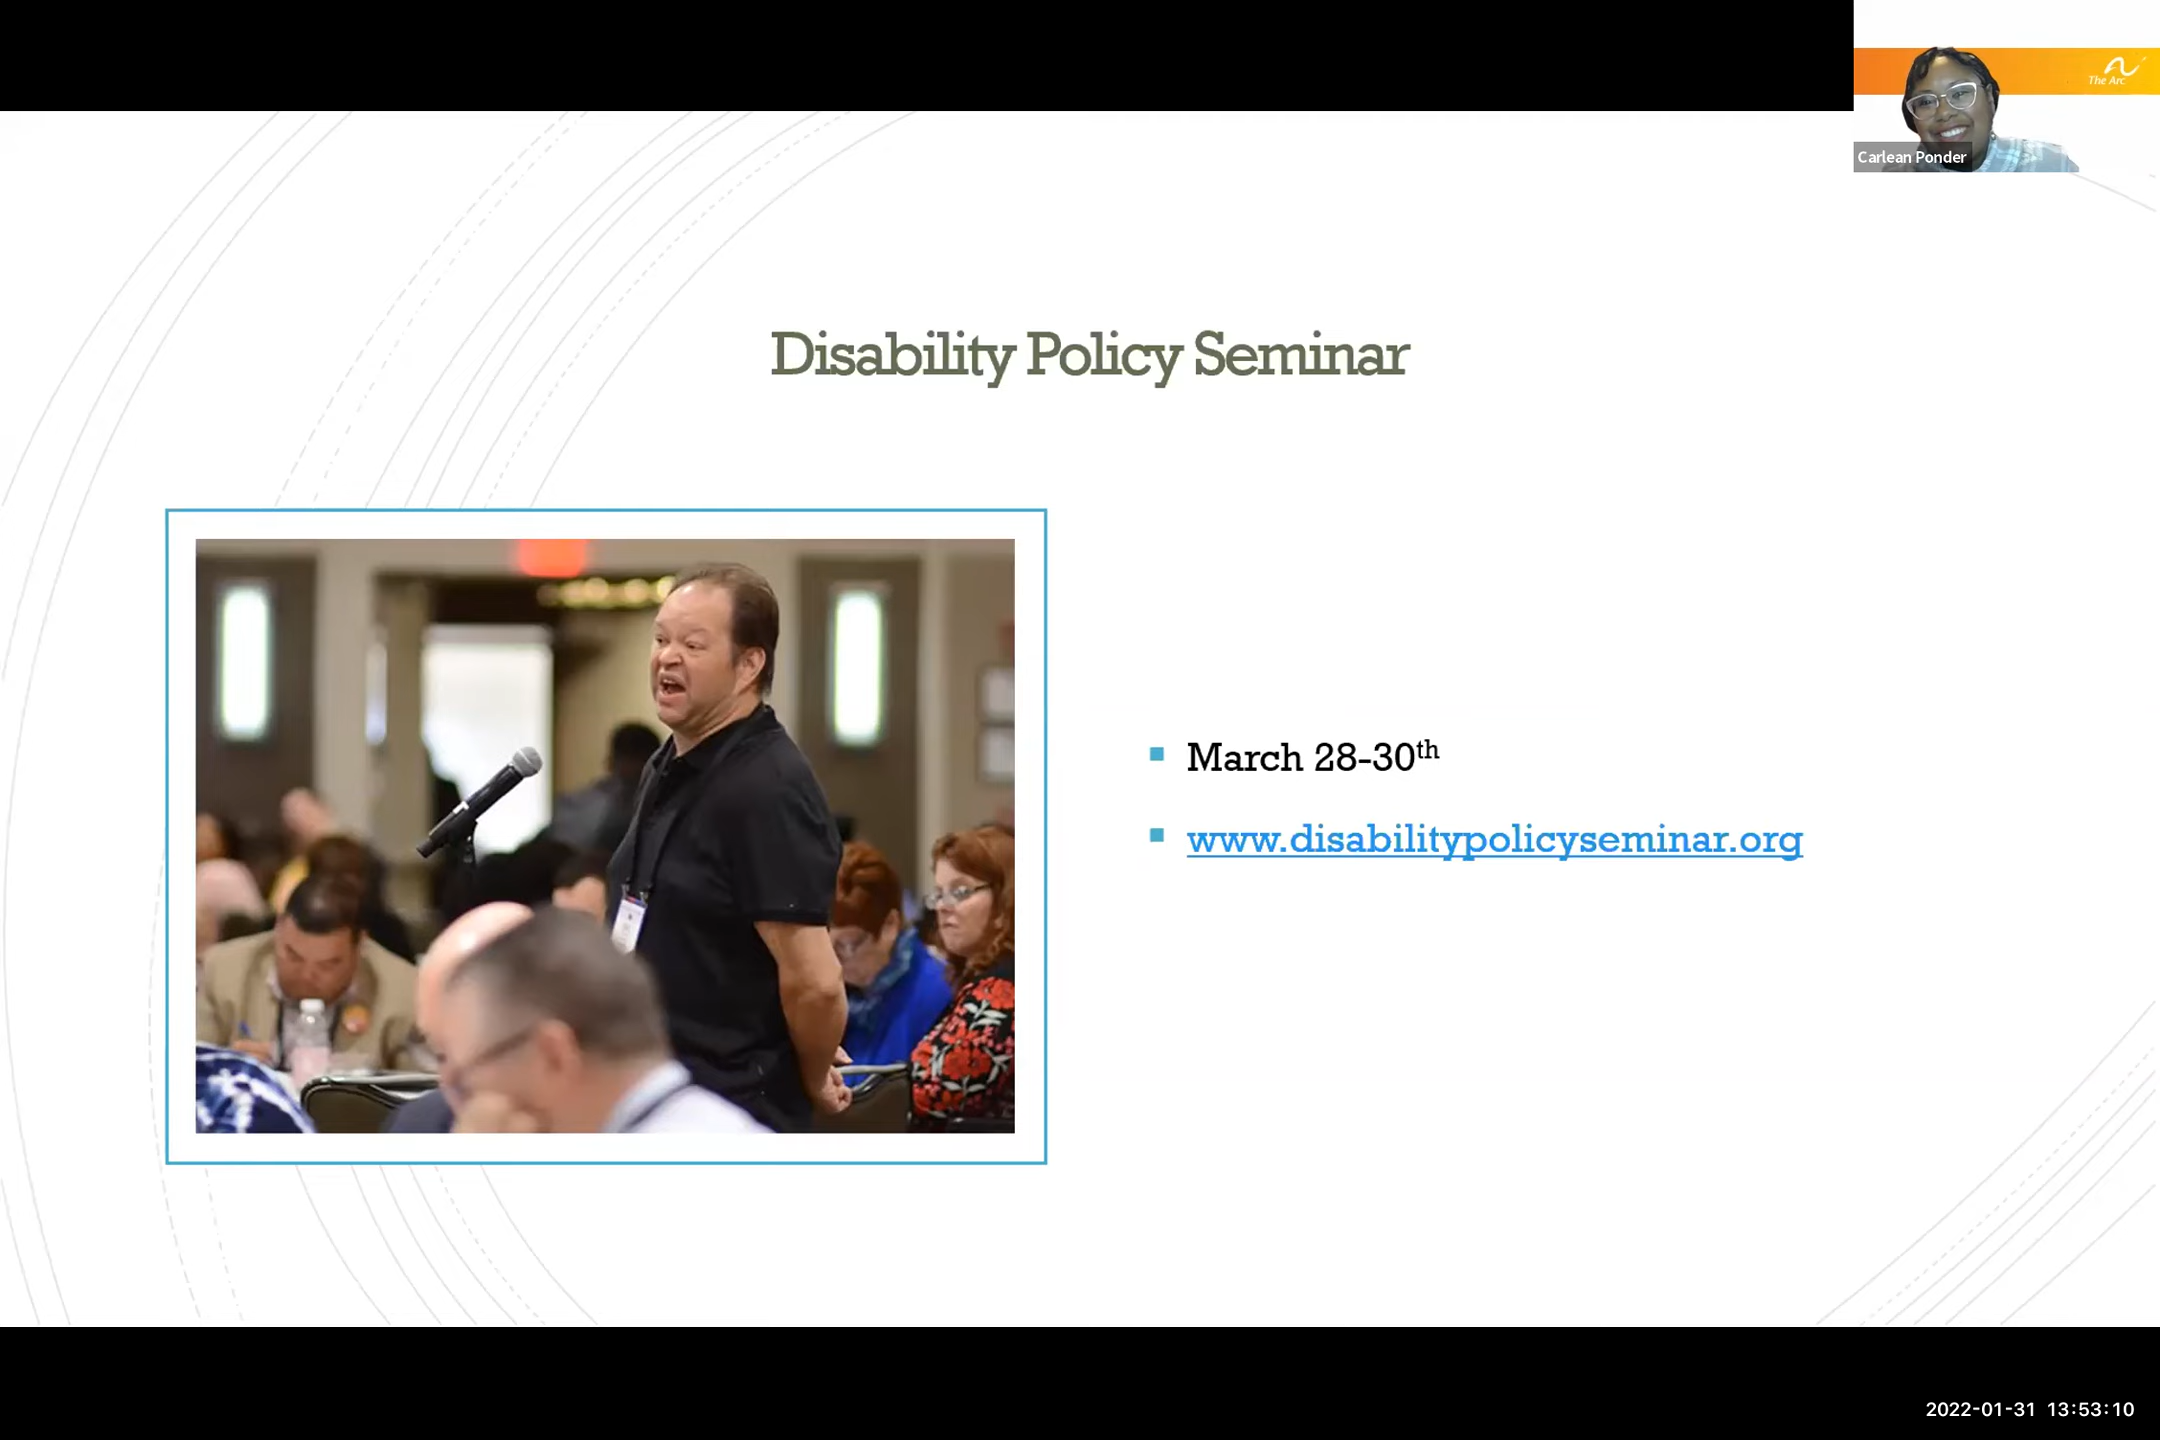 The Arc
Carlean Ponder
Disability Policy Seminar
March 28-30th
www.disabilitypolicyseminar.org
2022-01-31 13:53:10